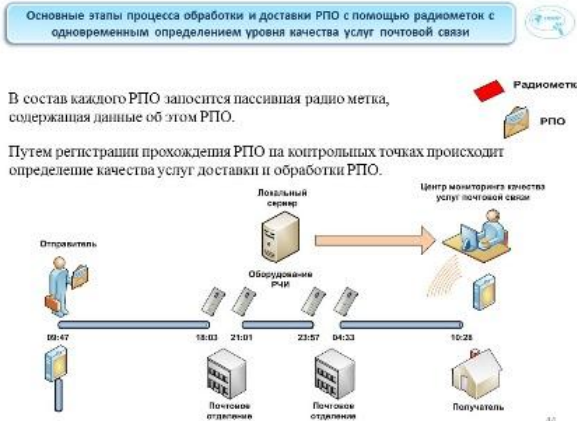 Основные этапы процесса обработки и доставки РПО с помощью радиометок с
одновременным определением уровня качества услуг почтовой связи
Радиометк
В состав каждого РПО заносится пассивная радио метка,
содержащая данные об этом РПО.
РПО
Путем регистрации прохождения РПО на контрольных точках происходит
определение качества услуг доставки и обработки РПО.
Локальный
сервер
Центр мониторинга качества
услуг почтовой связи
Отправитель
Оборудование
РЧИ
09:47
18:03
21:01
23:57
04:33
10:28
Почтовое
отделение
Почтовое
отделение
Получатель